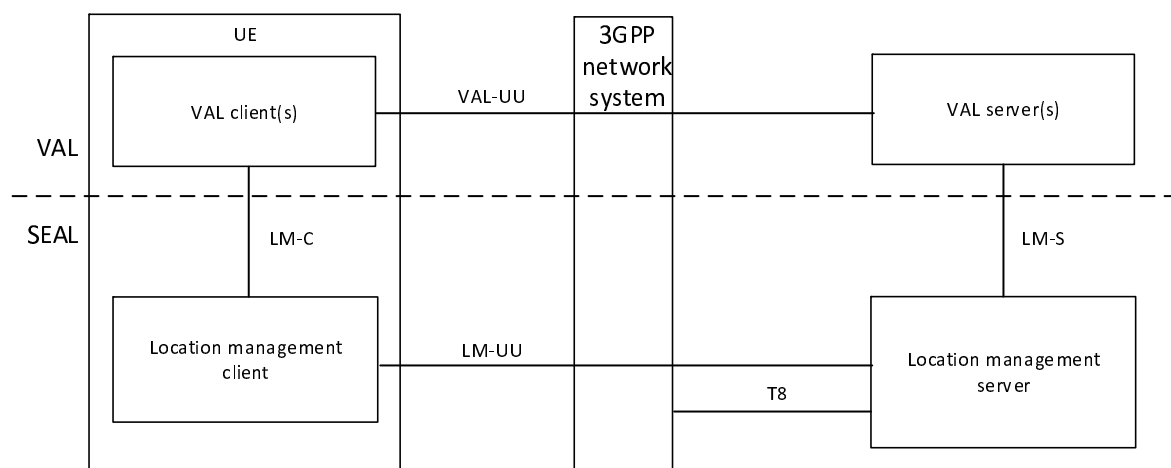 UE
3GPP
network
system
VAL client(s)
VAL-UU
VAL server(s)
VAL
SEAL
LM-C
LM-S
Location management
client
LM-UU
Location management
server
T8